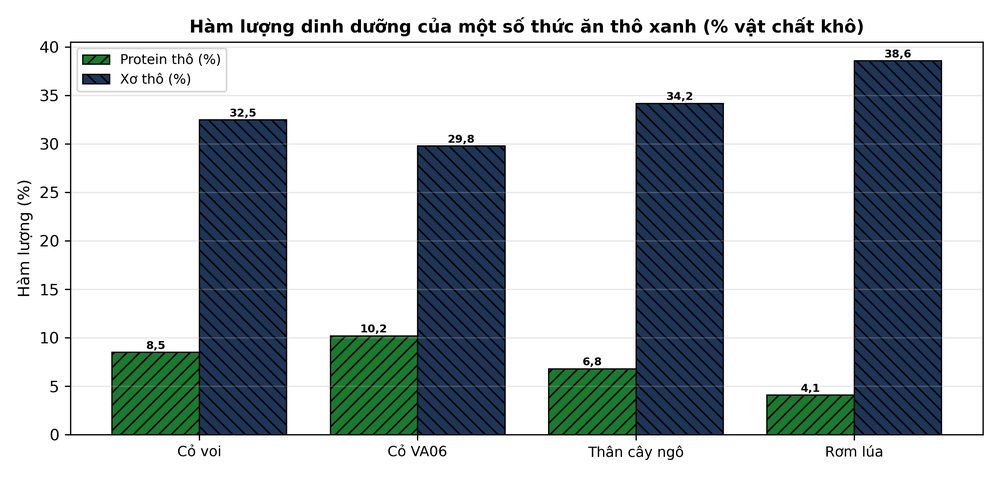 Hàm lượng dinh dưỡng của một số thức ăn thô xanh (% vật chất khô)
Protein thô (%)
Xơ thô (%)
Hàm lượng (%)
40
35
30
25
20
15
10
5
0
8,5
32,5
10,2
29,8
6,8
34,2
4,1
38,6
Cỏ voi
Cỏ VA06
Thân cây ngô
Rơm lúa